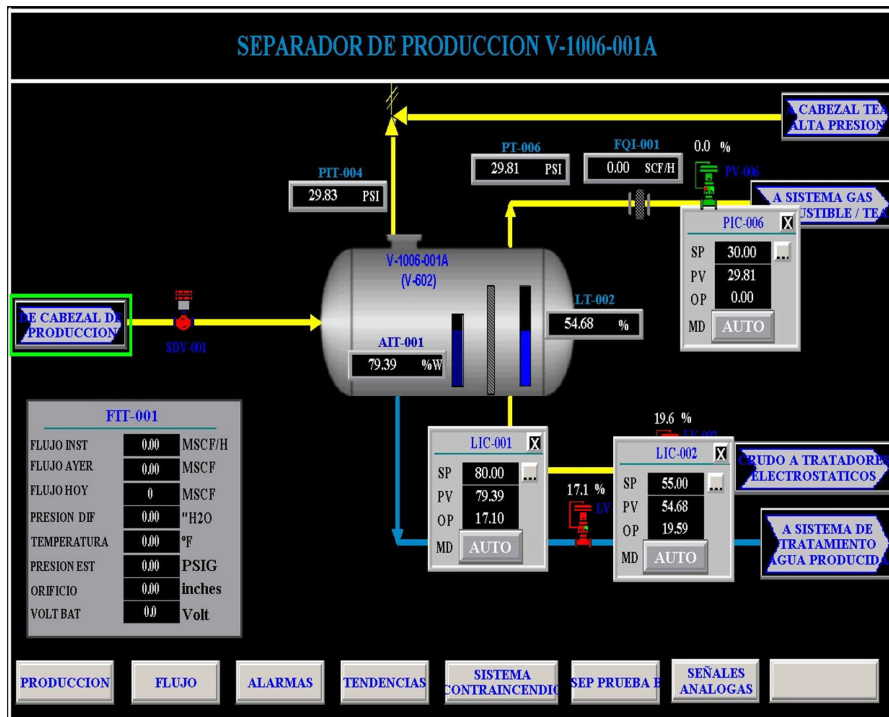 SEPARADOR DE PRODUCCION V-1006-001A
A CABEZAL TEA
ALTA PRESION
PIT-004
29.83 PSI
PT-006
29.81 PSI
FQI-001
0.00 SCF/H
0.0 %
PV-006
A SISTEMA GAS
USTIBLE / TEA
PIC-006 X
SP 30.00 ...
PV 29.81
OP 0.00
MD AUTO
V-1006-001A
(V-602)
LT-002
54.68 %
AIT-001
79.39 %W
DE CABEZAL DE
PRODUCCION
SDV-001
FIT-001
FLUJO INST 0.00 MSCF/H
FLUJO AYER 0.00 MSCF
FLUJO HOY 0 MSCF
PRESION DIF 0.00 "H2O
TEMPERATURA 0.00 ºF
PRESION EST 0.00 PSIG
ORIFICIO 0.00 inches
VOLT BAT 0.0 Volt
LIC-001 X
SP 80.00 ...
PV 79.39
OP 17.10
MD AUTO
17.1 %
LV-
19.6 %
LIC-002 X
SP 55.00 ...
PV 54.68
OP 19.59
MD AUTO
CRUDO A TRATADORES
ELECTROSTATICOS
A SISTEMA DE
TRATAMIENTO
AGUA PRODUCIDA
PRODUCCION
FLUJO
ALARMAS
TENDENCIAS
SISTEMA
CONTRAINCENDIO
SEP PRUEBA B
SEÑALES
ANALOGAS